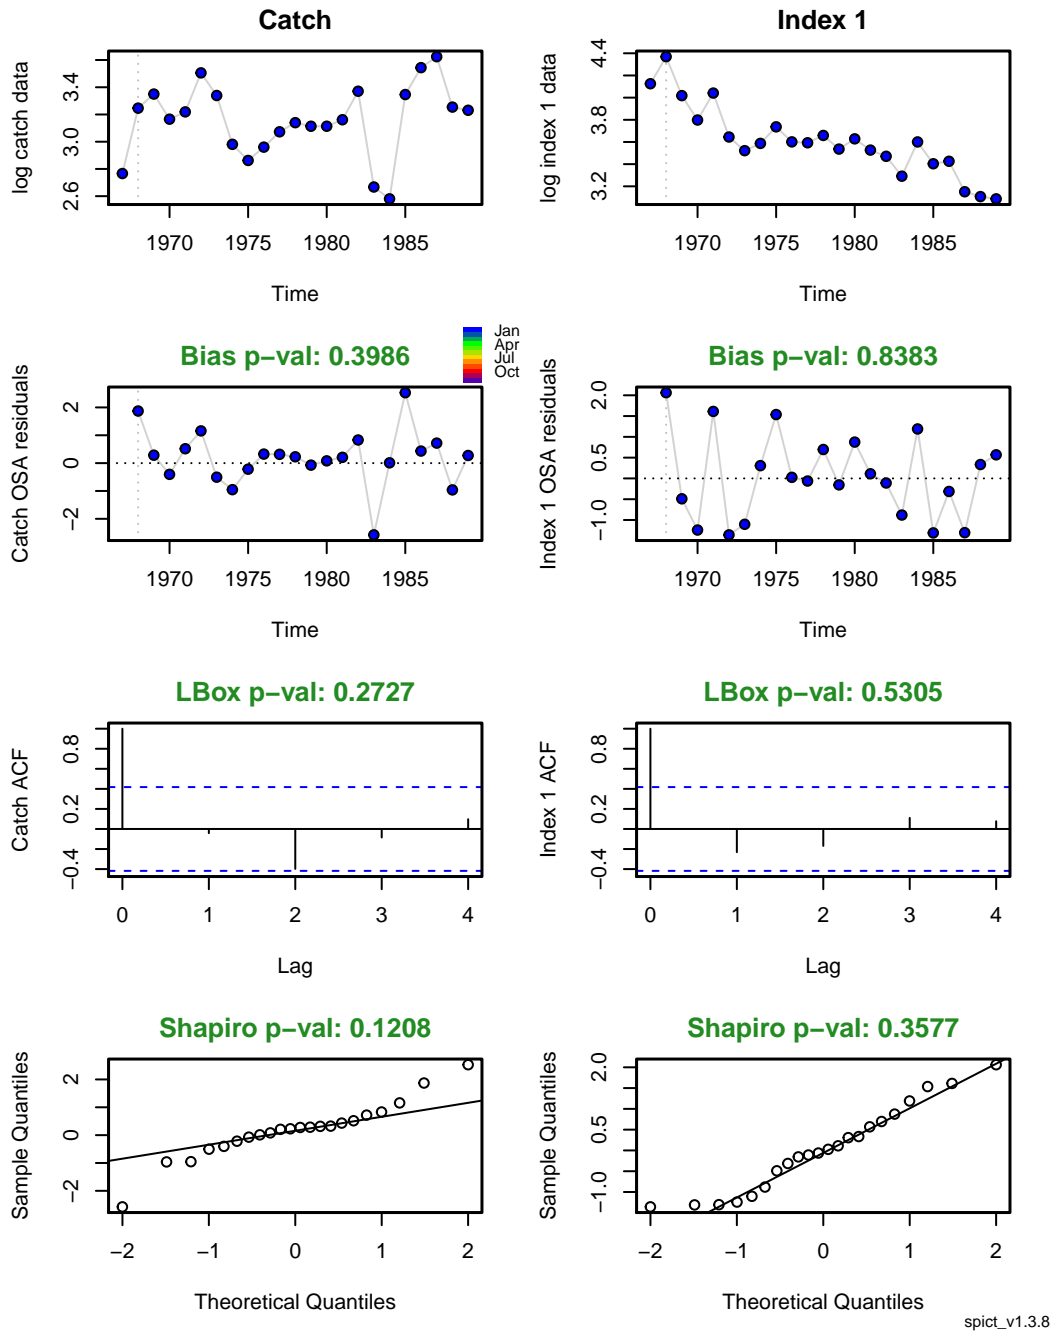 Catch
log catch data
2.6 3.0 3.4
1970 1975 1980 1985
Time
Index 1
log index 1 data
3.2 3.8 4.4
1970 1975 1980 1985
Time
Bias p−val: 0.3986
Jan
Apr
Jul
Oct
Catch OSA residuals
−2 0 2
1970 1975 1980 1985
Time
Bias p−val: 0.8383
Index 1 OSA residuals
−1.0 0.5 2.0
1970 1975 1980 1985
Time
LBox p−val: 0.2727
Catch ACF
−0.4 0.2 0.8
0 1 2 3 4
Lag
LBox p−val: 0.5305
Index 1 ACF
−0.4 0.2 0.8
0 1 2 3 4
Lag
Shapiro p−val: 0.1208
Sample Quantiles
−2 0 2
−2 −1 0 1 2
Theoretical Quantiles
Shapiro p−val: 0.3577
Sample Quantiles
−1.0 0.5 2.0
−2 −1 0 1 2
Theoretical Quantiles
spict_v1.3.8